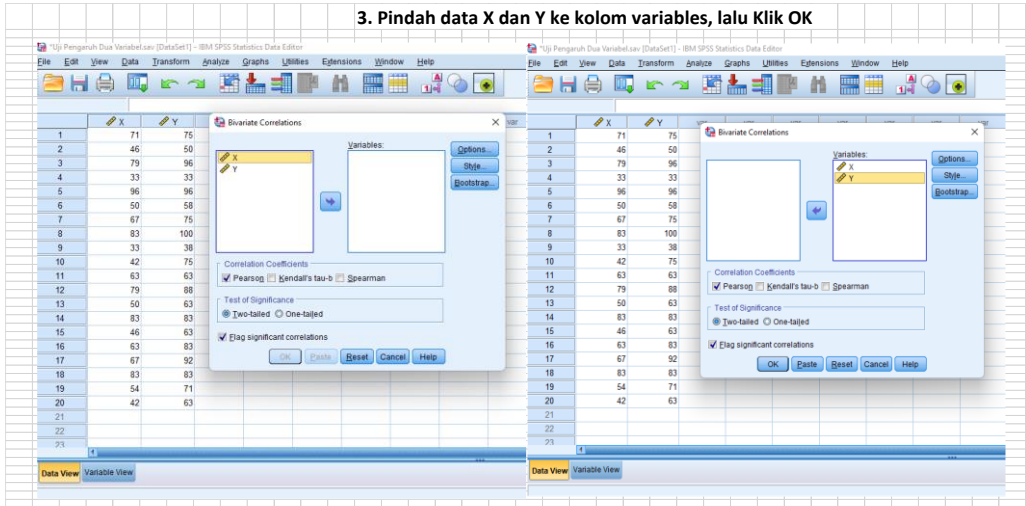 3. Pindah data X dan Y ke kolom variables, lalu Klik OK
*Uji Pengaruh Dua Variabel.sav [DataSet1] - IBM SPSS Statistics Data Editor
File Edit View Data Transform Analyze Graphs Utilities Extensions Window Help
X Y var
1 71 75
2 46 50
3 79 96
4 33 33
5 96 96
6 50 58
7 67 75
8 83 100
9 33 38
10 42 75
11 63 63
12 79 88
13 50 63
14 83 83
15 46 63
16 63 83
17 67 92
18 83 83
19 54 71
20 42 63
21
22
23
Bivariate Correlations
X
Y
Variables:
Options...
Style...
Bootstrap...
Correlation Coefficients
Pearson Kendall's tau-b Spearman
Test of Significance
Two-tailed One-tailed
Flag significant correlations
OK Paste Reset Cancel Help
Data View Variable View
*Uji Pengaruh Dua Variabel.sav [DataSet1] - IBM SPSS Statistics Data Editor
File Edit View Data Transform Analyze Graphs Utilities Extensions Window Help
X Y
1 71 75
2 46 50
3 79 96
4 33 33
5 96 96
6 50 58
7 67 75
8 83 100
9 33 38
10 42 75
11 63 63
12 79 88
13 50 63
14 83 83
15 46 63
16 63 83
17 67 92
18 83 83
19 54 71
20 42 63
21
22
23
Bivariate Correlations
Variables:
X
Y
Options...
Style...
Bootstrap...
Correlation Coefficients
Pearson Kendall's tau-b Spearman
Test of Significance
Two-tailed One-tailed
Flag significant correlations
OK Paste Reset Cancel Help
Data View Variable View